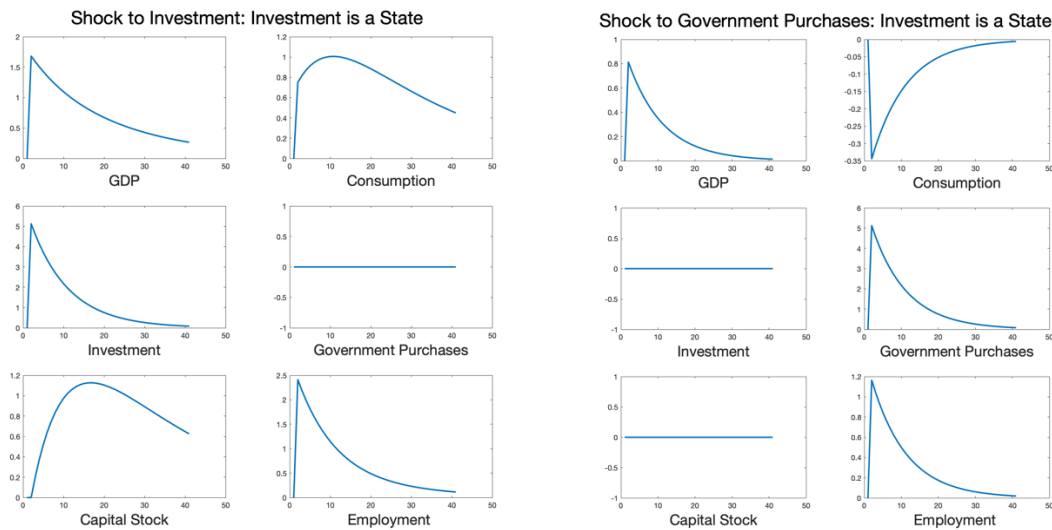 Shock to Investment: Investment is a State
2
1.5
1
0.5
0
0 10 20 30 40 50
GDP
1.2
1
0.8
0.6
0.4
0.2
0
0 10 20 30 40 50
Consumption
6
5
4
3
2
1
0
0 10 20 30 40 50
Investment
1
0.5
0
-0.5
-1
0 10 20 30 40 50
Government Purchases
1.2
1
0.8
0.6
0.4
0.2
0
0 10 20 30 40 50
Capital Stock
2.5
2
1.5
1
0.5
0
0 10 20 30 40 50
Employment
Shock to Government Purchases: Investment is a State
1
0.8
0.6
0.4
0.2
0
0 10 20 30 40 50
GDP
0
-0.05
-0.1
-0.15
-0.2
-0.25
-0.3
-0.35
0 10 20 30 40 50
Consumption
1
0.5
0
-0.5
-1
0 10 20 30 40 50
Investment
6
5
4
3
2
1
0
0 10 20 30 40 50
Government Purchases
1
0.5
0
-0.5
-1
0 10 20 30 40 50
Capital Stock
1.2
1
0.8
0.6
0.4
0.2
0
0 10 20 30 40 50
Employment